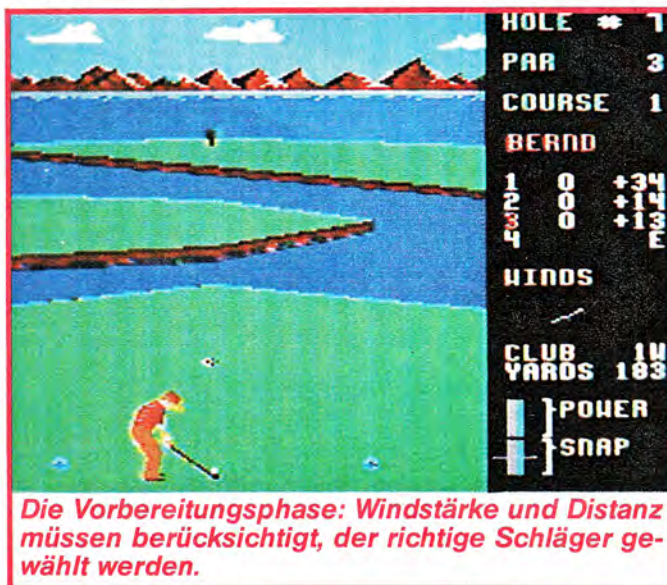 HOLE # 7
PAR 3
COURSE 1
BERND
1 0 +34
2 0 +14
3 0 +13
4 E
WINDS
CLUB 1W
YARDS 183
POWER
SNAP
Die Vorbereitungsphase: Windstärke und Distanz
müssen berücksichtigt, der richtige Schläger ge-
wählt werden.